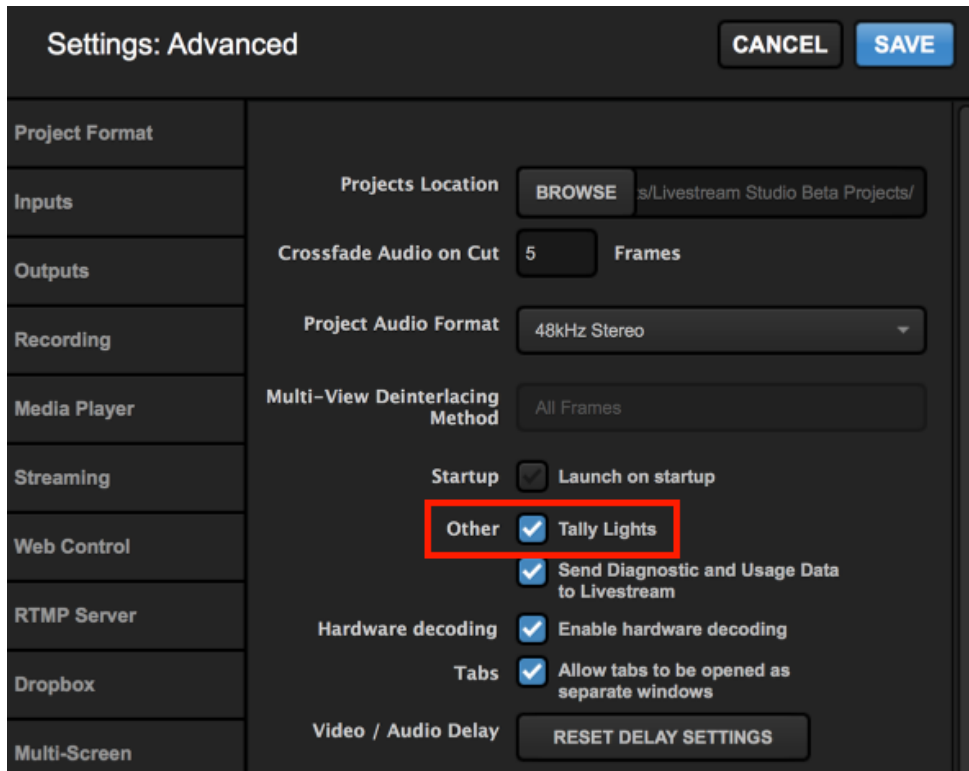 Settings: Advanced
CANCEL
SAVE
Project Format
Inputs
Outputs
Recording
Media Player
Streaming
Web Control
RTMP Server
Dropbox
Multi-Screen
Projects Location
BROWSE
s/Livestream Studio Beta Projects/
Crossfade Audio on Cut
5
Frames
Project Audio Format
48kHz Stereo
Multi-View Deinterlacing
Method
All Frames
Startup
Launch on startup
Other
Tally Lights
Send Diagnostic and Usage Data
to Livestream
Hardware decoding
Enable hardware decoding
Tabs
Allow tabs to be opened as
separate windows
Video / Audio Delay
RESET DELAY SETTINGS